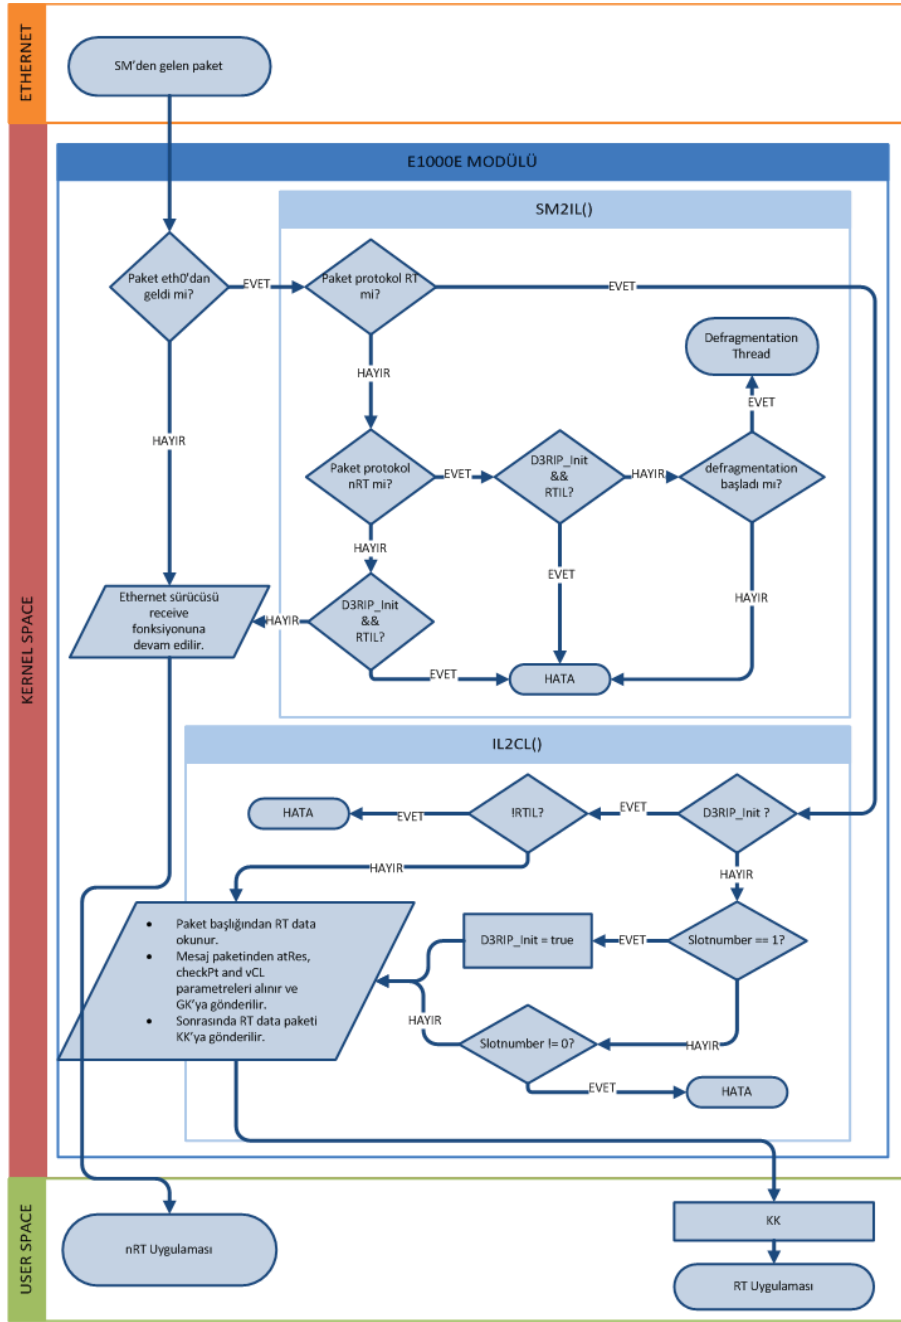 ETHERNET
SM'den gelen paket
KERNEL SPACE
E1000E MODÜLÜ
SM2IL()
Paket eth0'dan
geldi mi?
EVET
Paket protokol RT
mi?
EVET
Defragmentation
Thread
HAYIR
EVET
HAYIR
Paket protokol
nRT mi?
EVET
D3RIP_Init
&&
RTIL?
HAYIR
defragmentation
başladı mı?
HAYIR
EVET
HAYIR
Ethernet sürücüsü
receive
fonksiyonuna
devam edilir.
HAYIR
D3RIP_Init
&&
RTIL?
EVET
HATA
IL2CL()
HATA
EVET
!RTIL?
EVET
D3RIP_Init ?
HAYIR
HAYIR
• Paket başlığından RT data
okunur.
• Mesaj paketinden atRes,
checkPt and vCL
parametreleri alınır ve
GK'ya gönderilir.
• Sonrasında RT data paketi
KK'ya gönderilir.
D3RIP_Init = true
EVET
Slotnumber == 1?
HAYIR
Slotnumber != 0?
HAYIR
EVET
HATA
USER SPACE
nRT Uygulaması
KK
RT Uygulaması